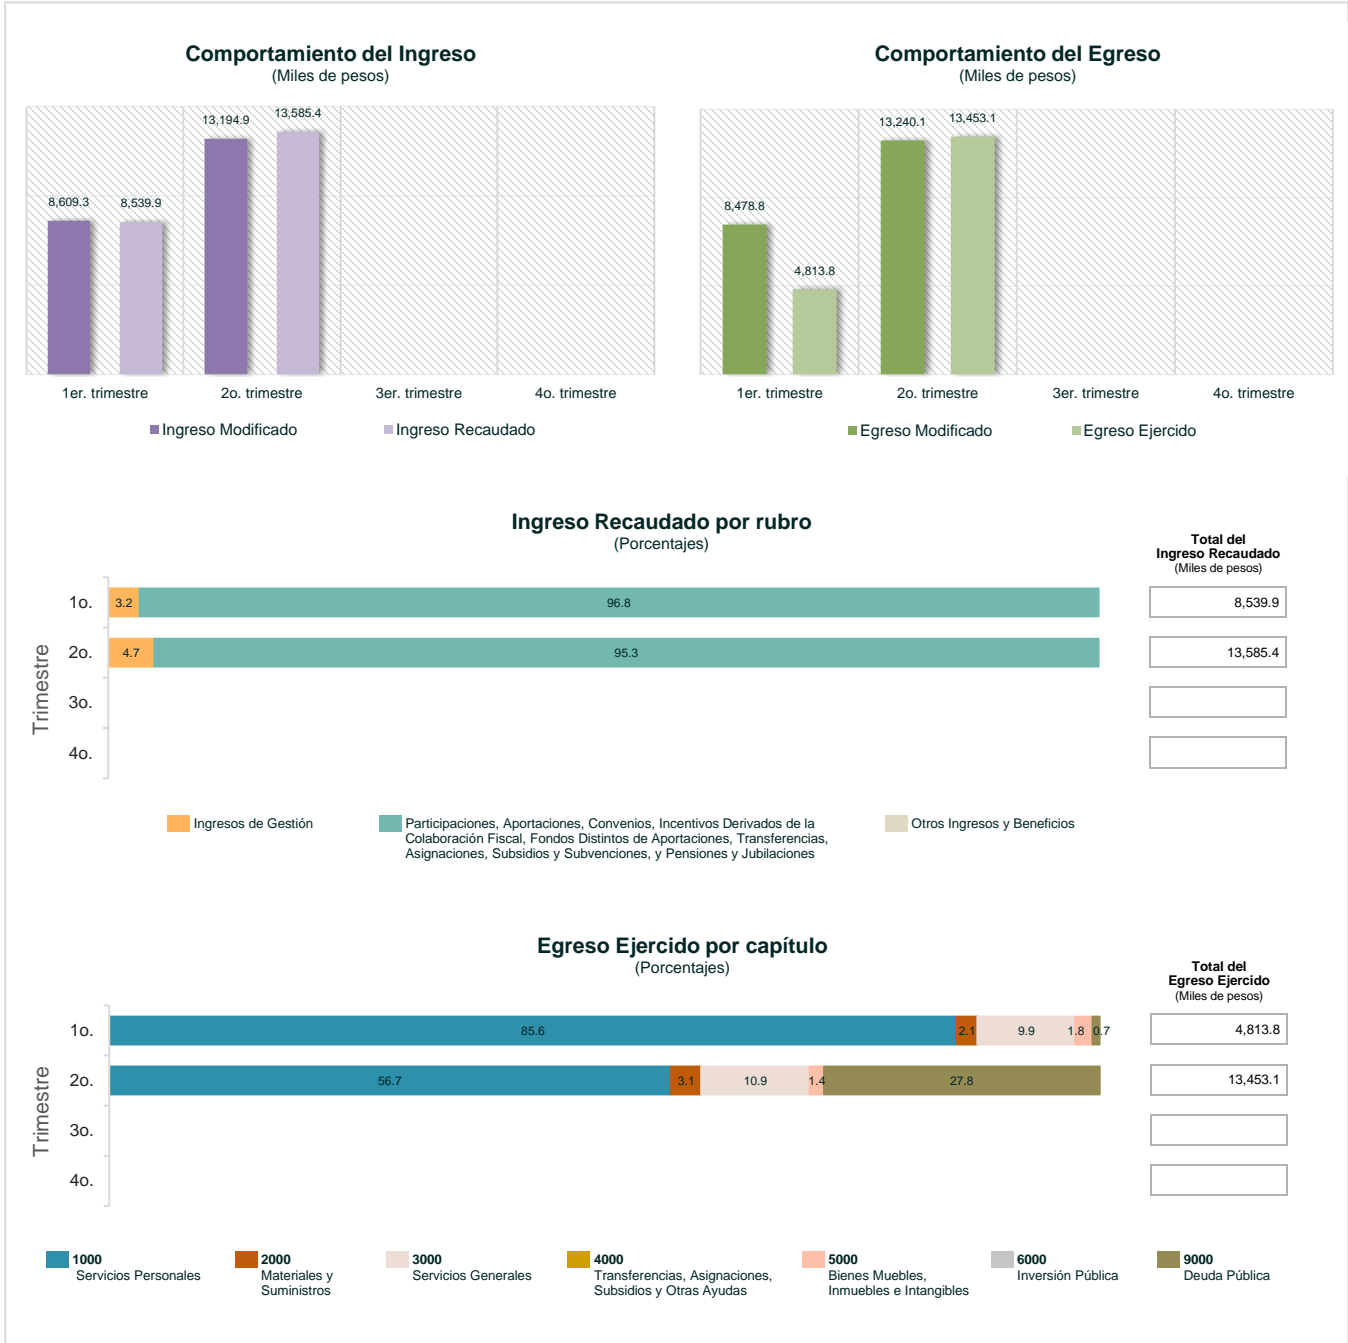 Comportamiento del Ingreso
(Miles de pesos)
13,194.9
13,585.4
8,609.3
8,539.9
1er. trimestre
2o. trimestre
3er. trimestre
4o. trimestre
Ingreso Modificado
Ingreso Recaudado
Comportamiento del Egreso
(Miles de pesos)
13,240.1
13,453.1
8,478.8
4,813.8
1er. trimestre
2o. trimestre
3er. trimestre
4o. trimestre
Egreso Modificado
Egreso Ejercido
Ingreso Recaudado por rubro
(Porcentajes)
Total del
Ingreso Recaudado
(Miles de pesos)
Trimestre
1o.
3.2
96.8
8,539.9
2o.
4.7
95.3
13,585.4
3o.
4o.
Ingresos de Gestión
Participaciones, Aportaciones, Convenios, Incentivos Derivados de la
Colaboración Fiscal, Fondos Distintos de Aportaciones, Transferencias,
Asignaciones, Subsidios y Subvenciones, y Pensiones y Jubilaciones
Otros Ingresos y Beneficios
Egreso Ejercido por capítulo
(Porcentajes)
Total del
Egreso Ejercido
(Miles de pesos)
Trimestre
1o.
85.6
2.1
9.9
1.8
0.7
4,813.8
2o.
56.7
3.1
10.9
1.4
27.8
13,453.1
3o.
4o.
1000
Servicios Personales
2000
Materiales y
Suministros
3000
Servicios Generales
4000
Transferencias, Asignaciones,
Subsidios y Otras Ayudas
5000
Bienes Muebles,
Inmuebles e Intangibles
6000
Inversión Pública
9000
Deuda Pública